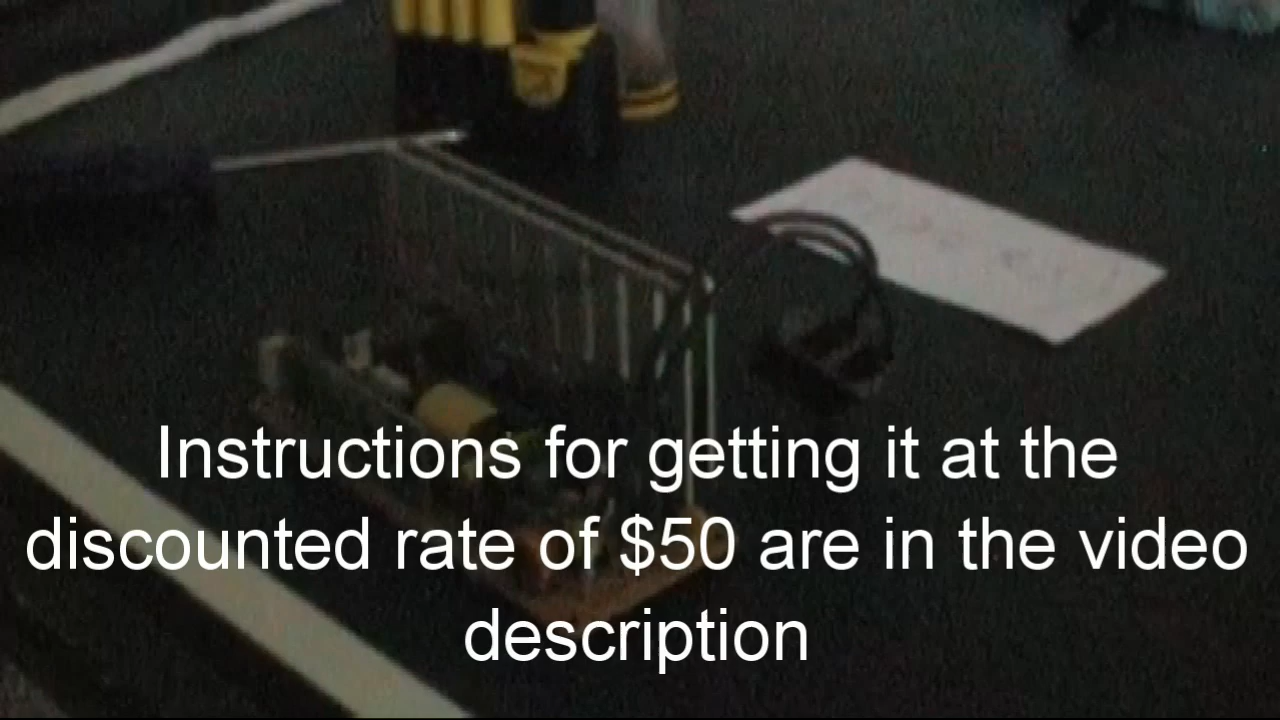 Instructions for getting it at the
discounted rate of $50 are in the video
description